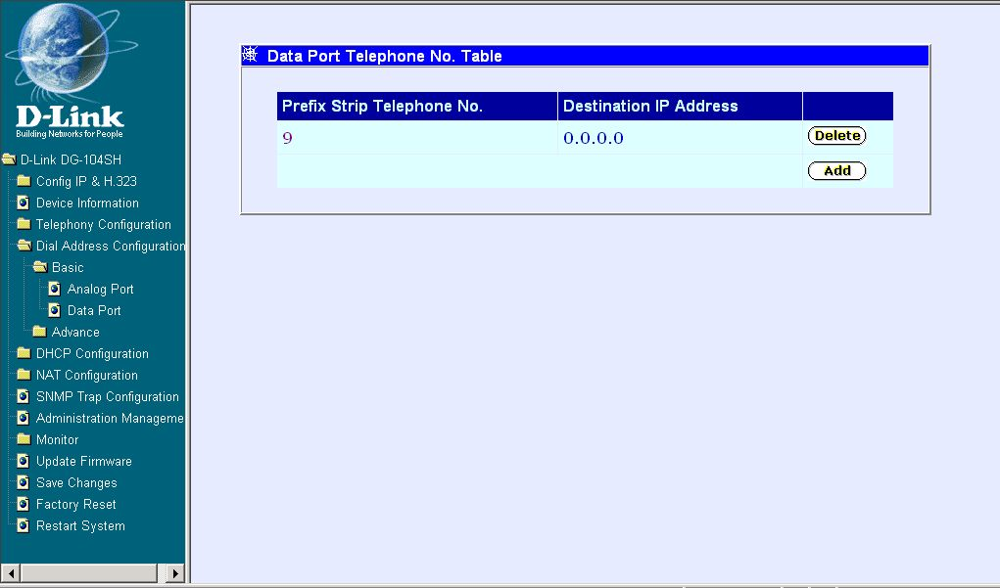 D-Link
Building Networks for People
D-Link DG-104SH
Config IP & H.323
Device Information
Telephony Configuration
Dial Address Configuration
Basic
Analog Port
Data Port
Advance
DHCP Configuration
NAT Configuration
SNMP Trap Configuration
Administration Manageme
Monitor
Update Firmware
Save Changes
Factory Reset
Restart System
Data Port Telephone No. Table
Prefix Strip Telephone No. Destination IP Address
9 0.0.0.0 Delete
Add